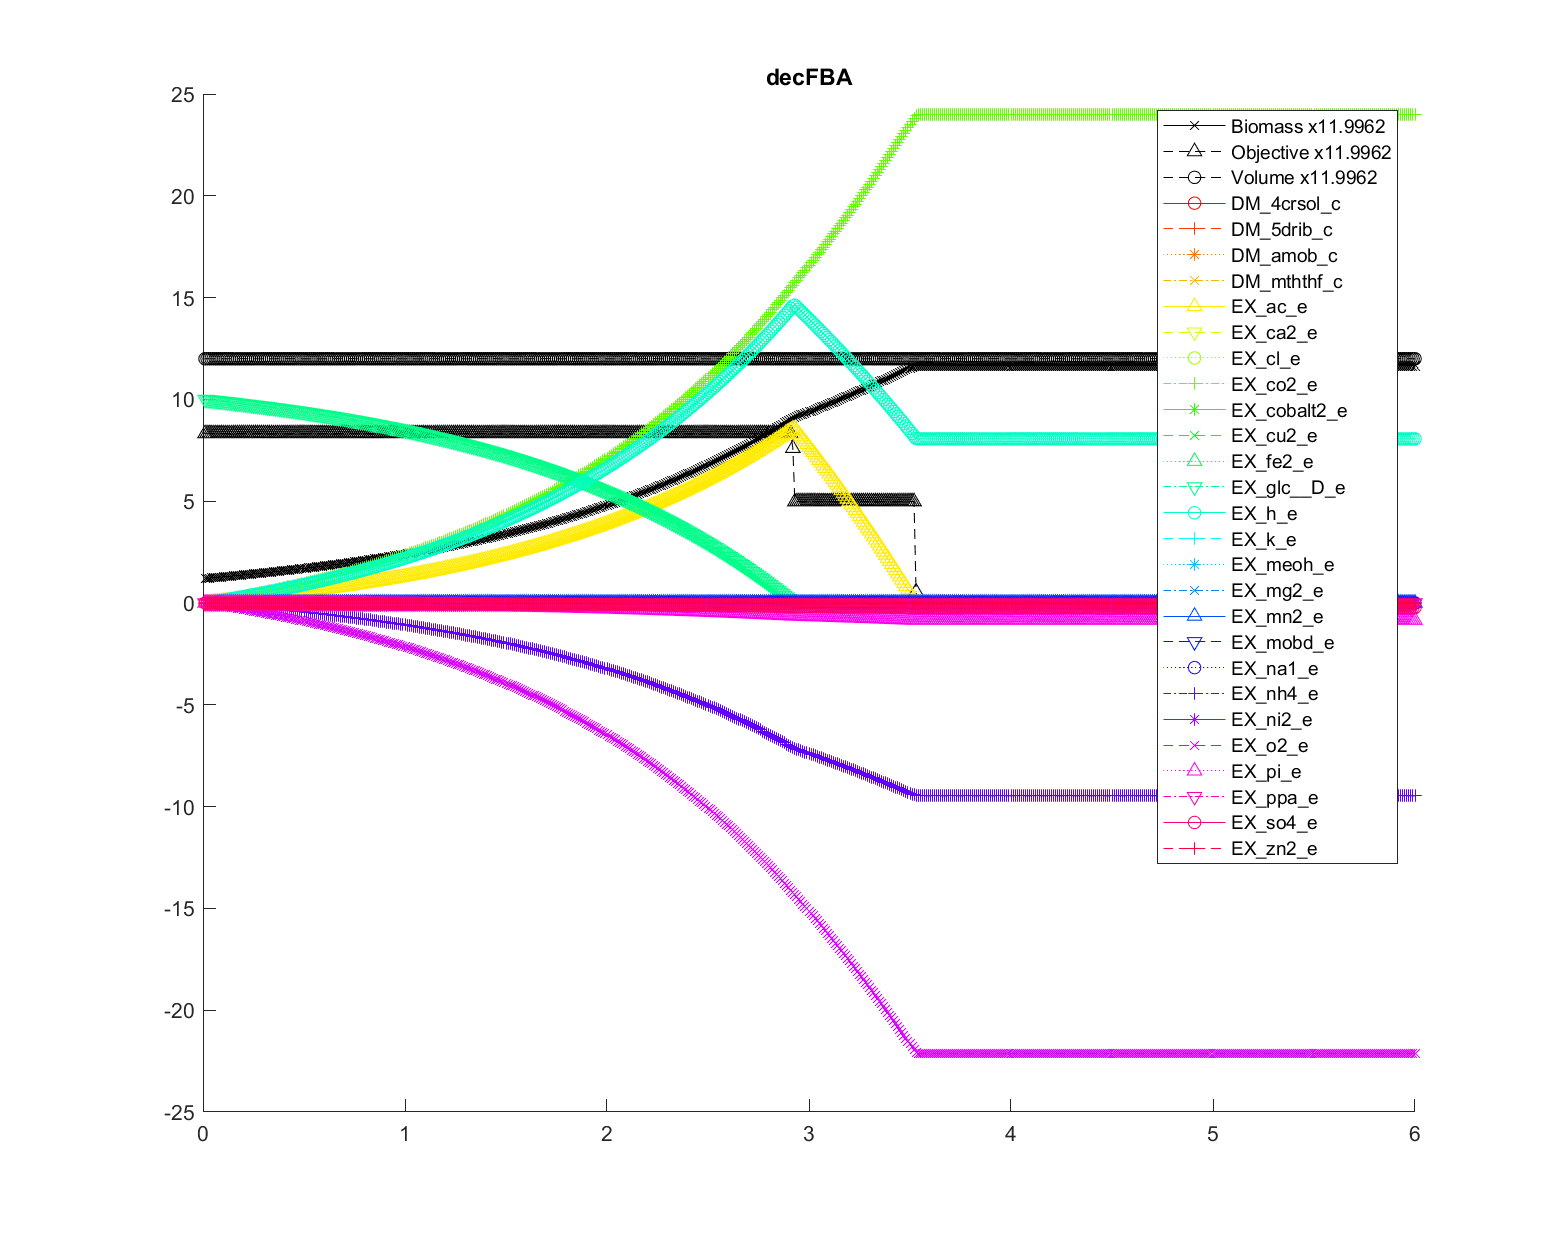 decFBA
25
20
15
10
5
0
-5
-10
-15
-20
-25
0 1 2 3 4 5 6
Biomass x11.9962
Objective x11.9962
Volume x11.9962
DM_4crsol_c
DM_5drib_c
DM_amob_c
DM_mththf_c
EX_ac_e
EX_ca2_e
EX_cl_e
EX_co2_e
EX_cobalt2_e
EX_cu2_e
EX_fe2_e
EX_glc__D_e
EX_h_e
EX_k_e
EX_meoh_e
EX_mg2_e
EX_mn2_e
EX_mobd_e
EX_na1_e
EX_nh4_e
EX_ni2_e
EX_o2_e
EX_pi_e
EX_ppa_e
EX_so4_e
EX_zn2_e